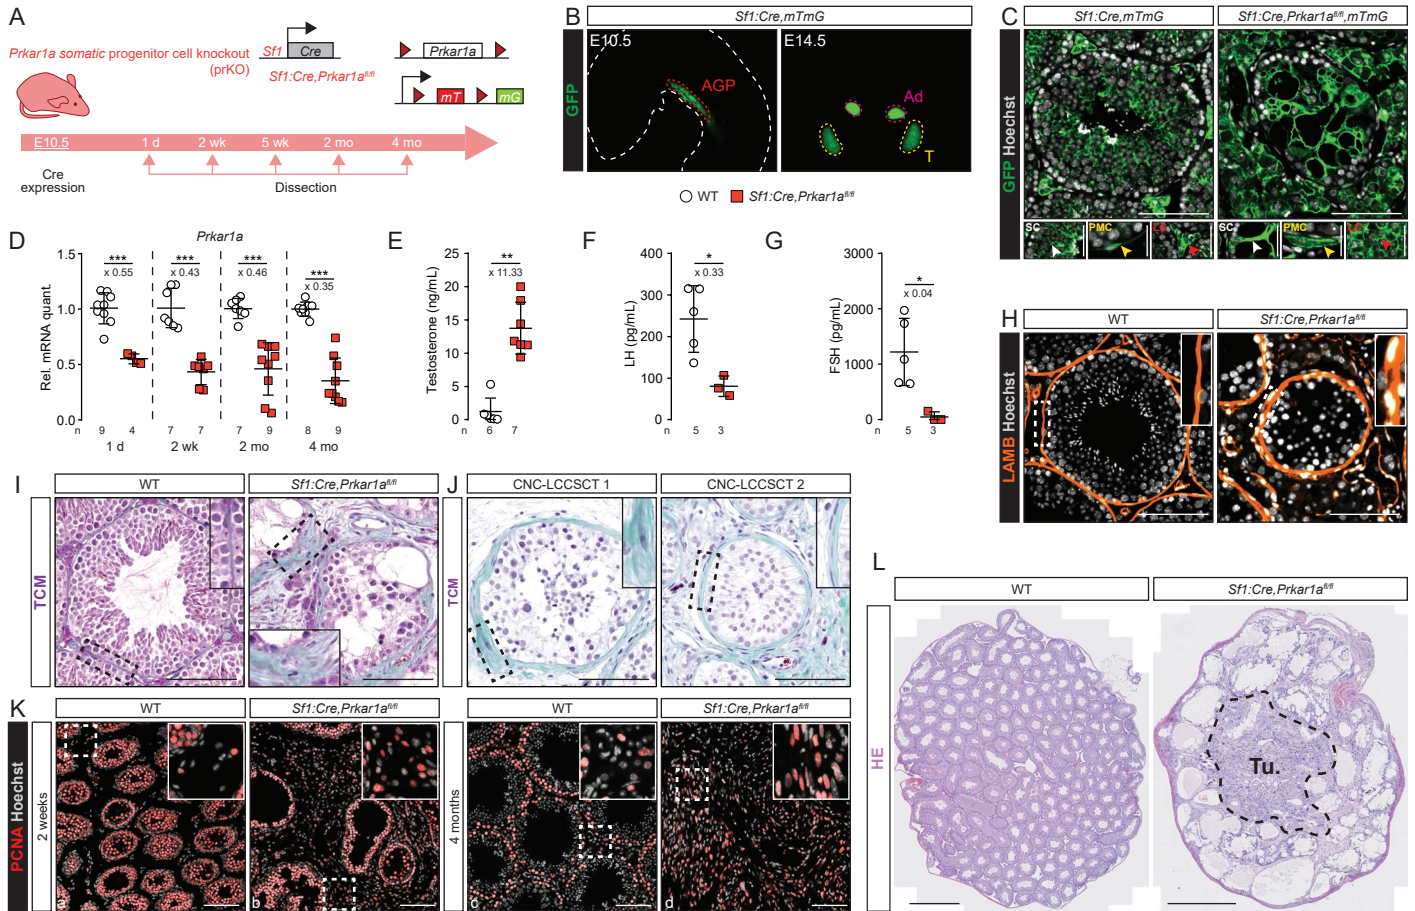 A
Prkar1a somatic progenitor cell knockout
(prKO)
Sf1
Cre
Sf1:Cre,Prkar1a^fl/fl
Prkar1a
mT
mG
E10.5
1 d
2 wk
5 wk
2 mo
4 mo
Cre
expression
Dissection
B
Sf1:Cre,mTmG
GFP
E10.5
AGP
E14.5
Ad
T
C
Sf1:Cre,mTmG
Sf1:Cre,Prkar1a^fl/fl,mTmG
GFP Hoechst
SC
PMC
LC
SC
PMC
LC
WT
Sf1:Cre,Prkar1a^fl/fl
D
Prkar1a
Rel. mRNA quant.
1.5
1.0
0.5
0.0
***
x 0.55
***
x 0.43
***
x 0.46
***
x 0.35
n
9
4
7
7
7
9
8
9
1 d
2 wk
2 mo
4 mo
E
Testosterone (ng/mL)
25
20
15
10
5
0
**
x 11.33
n
6
7
F
LH (pg/mL)
400
300
200
100
0
*
x 0.33
n
5
3
G
FSH (pg/mL)
3000
2000
1000
0
*
x 0.04
n
5
3
H
WT
Sf1:Cre,Prkar1a^fl/fl
LAMB Hoechst
I
WT
Sf1:Cre,Prkar1a^fl/fl
TCM
J
CNC-LCCSCT 1
CNC-LCCSCT 2
TCM
K
WT
Sf1:Cre,Prkar1a^fl/fl
PCNA Hoechst
2 weeks
a
b
WT
Sf1:Cre,Prkar1a^fl/fl
4 months
c
d
L
WT
Sf1:Cre,Prkar1a^fl/fl
HE
Tu.